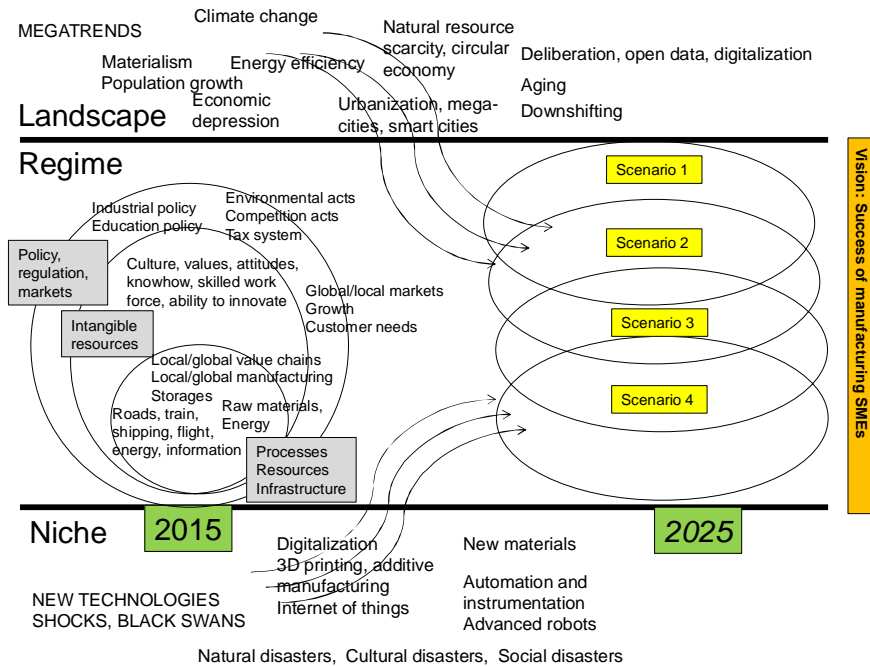 MEGATRENDS
Climate change
Natural resource
scarcity, circular
economy
Deliberation, open data, digitalization
Materialism
Population growth
Energy efficiency
Economic
depression
Urbanization, mega-
cities, smart cities
Aging
Downshifting
Landscape
Regime
Industrial policy
Education policy
Environmental acts
Competition acts
Tax system
Policy,
regulation,
markets
Culture, values, attitudes,
knowhow, skilled work
force, ability to innovate
Global/local markets
Growth
Customer needs
Intangible
resources
Local/global value chains
Local/global manufacturing
Storages
Roads, train,
shipping, flight,
energy, information
Raw materials,
Energy
Processes
Resources
Infrastructure
Scenario 1
Scenario 2
Scenario 3
Scenario 4
Vision: Success of manufacturing SMEs
Niche
2015
2025
Digitalization
3D printing, additive
manufacturing
Internet of things
New materials
Automation and
instrumentation
Advanced robots
NEW TECHNOLOGIES
SHOCKS, BLACK SWANS
Natural disasters, Cultural disasters, Social disasters